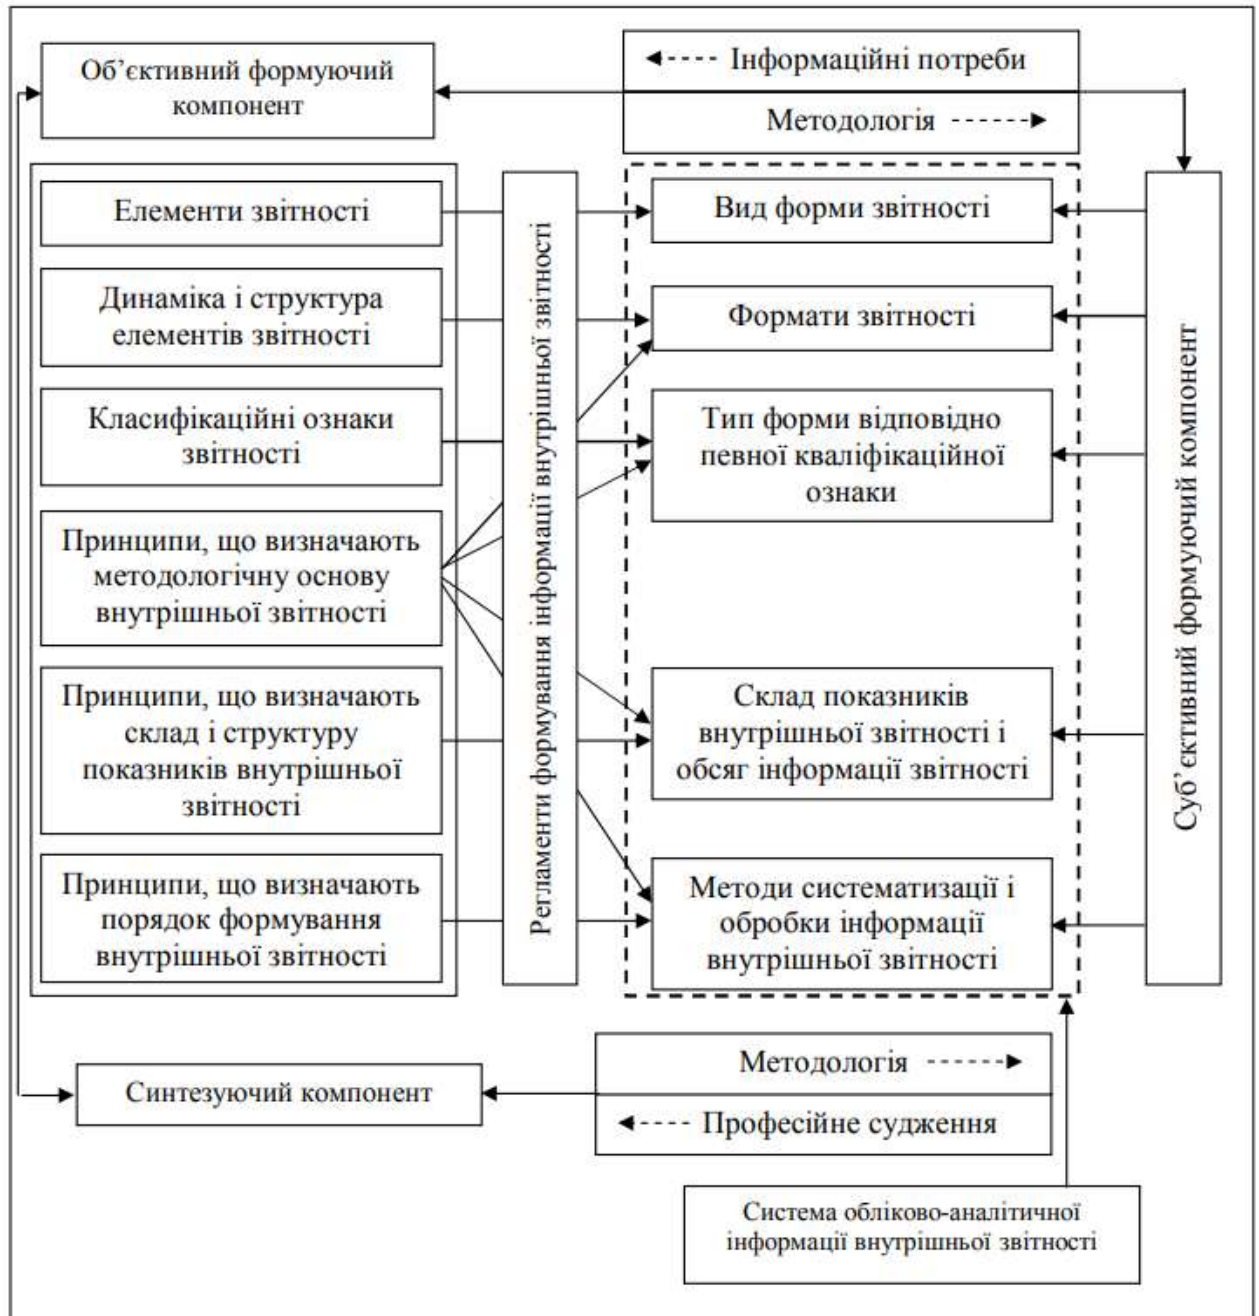 Об’єктивний формуючий
компонент
Інформаційні потреби
Методологія
Елементи звітності
Динаміка і структура
елементів звітності
Класифікаційні ознаки
звітності
Принципи, що визначають
методологічну основу
внутрішньої звітності
Принципи, що визначають
склад і структуру
показників внутрішньої
звітності
Принципи, що визначають
порядок формування
внутрішньої звітності
Регламенти формування інформації внутрішньої звітності
Вид форми звітності
Формати звітності
Тип форми відповідно
певної кваліфікаційної
ознаки
Склад показників
внутрішньої звітності і
обсяг інформації звітності
Методи систематизації і
обробки інформації
внутрішньої звітності
Суб’єктивний формуючий компонент
Синтезуючий компонент
Методологія
Професійне судження
Система обліково-аналітичної
інформації внутрішньої звітності